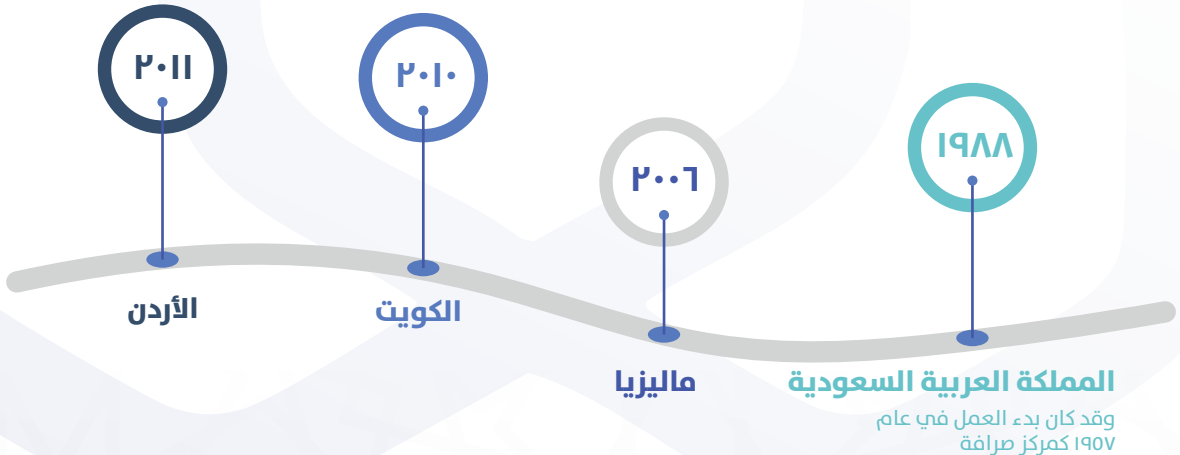 ١٩٨٨
المملكة العربية السعودية
وقد كان بدء العمل في عام
١٩٥٧ كمركز صرافة
٢٠٠٦
ماليزيا
٢٠١٠
الكويت
٢٠١١
الأردن